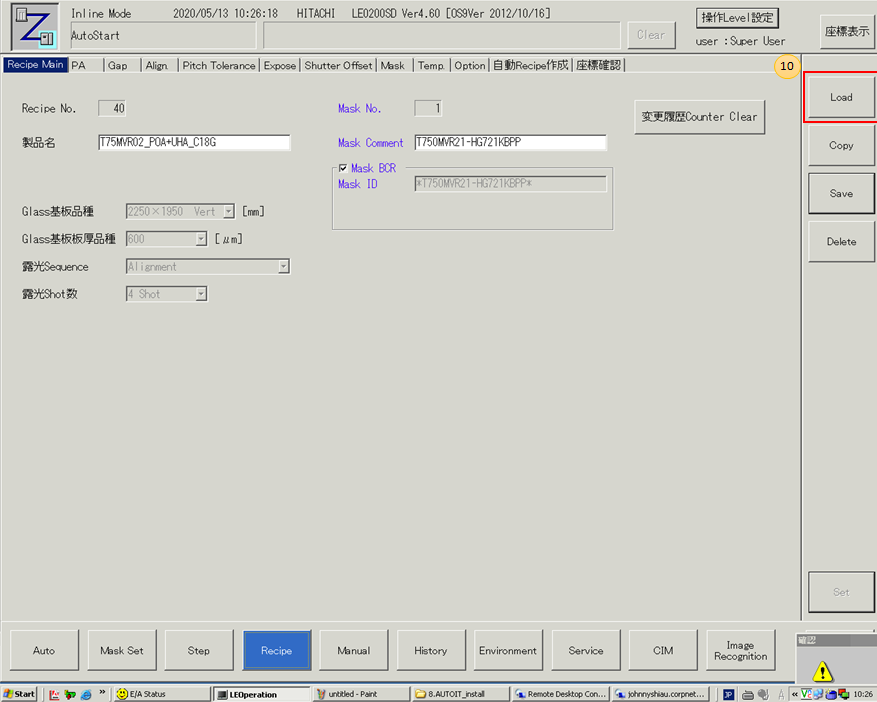 Inline Mode 2020/05/13 10:26:18 HITACHI LE0200SD Ver4.60 [OS9Ver 2012/10/16] 操作Level設定
AutoStart Clear user :Super User 座標表示
Recipe Main PA Gap Align. Pitch Tolerance Expose Shutter Offset Mask Temp. Option 自動Recipe作成 座標確認 10
Load
Recipe No. 40 Mask No. 1
変更履歴Counter Clear
製品名 T75MVR02_POA+UHA_C18G Mask Comment T750MVR21-HG721KBPP
Copy
Mask BCR
Mask ID *T750MVR21-HG721KBPP*
Save
Glass基板品種 2250×1950 Vert [mm]
Glass基板板厚品種 600 [μm]
Delete
露光Sequence Alignment
露光Shot数 4 Shot
Set
Auto Mask Set Step Recipe Manual History Environment Service CIM Image Recognition
確認
Start E/A Status LEOperation untitled - Paint 8.AUTOIT_install Remote Desktop Con... johnnyshiau.corpnet... JP A 10:26